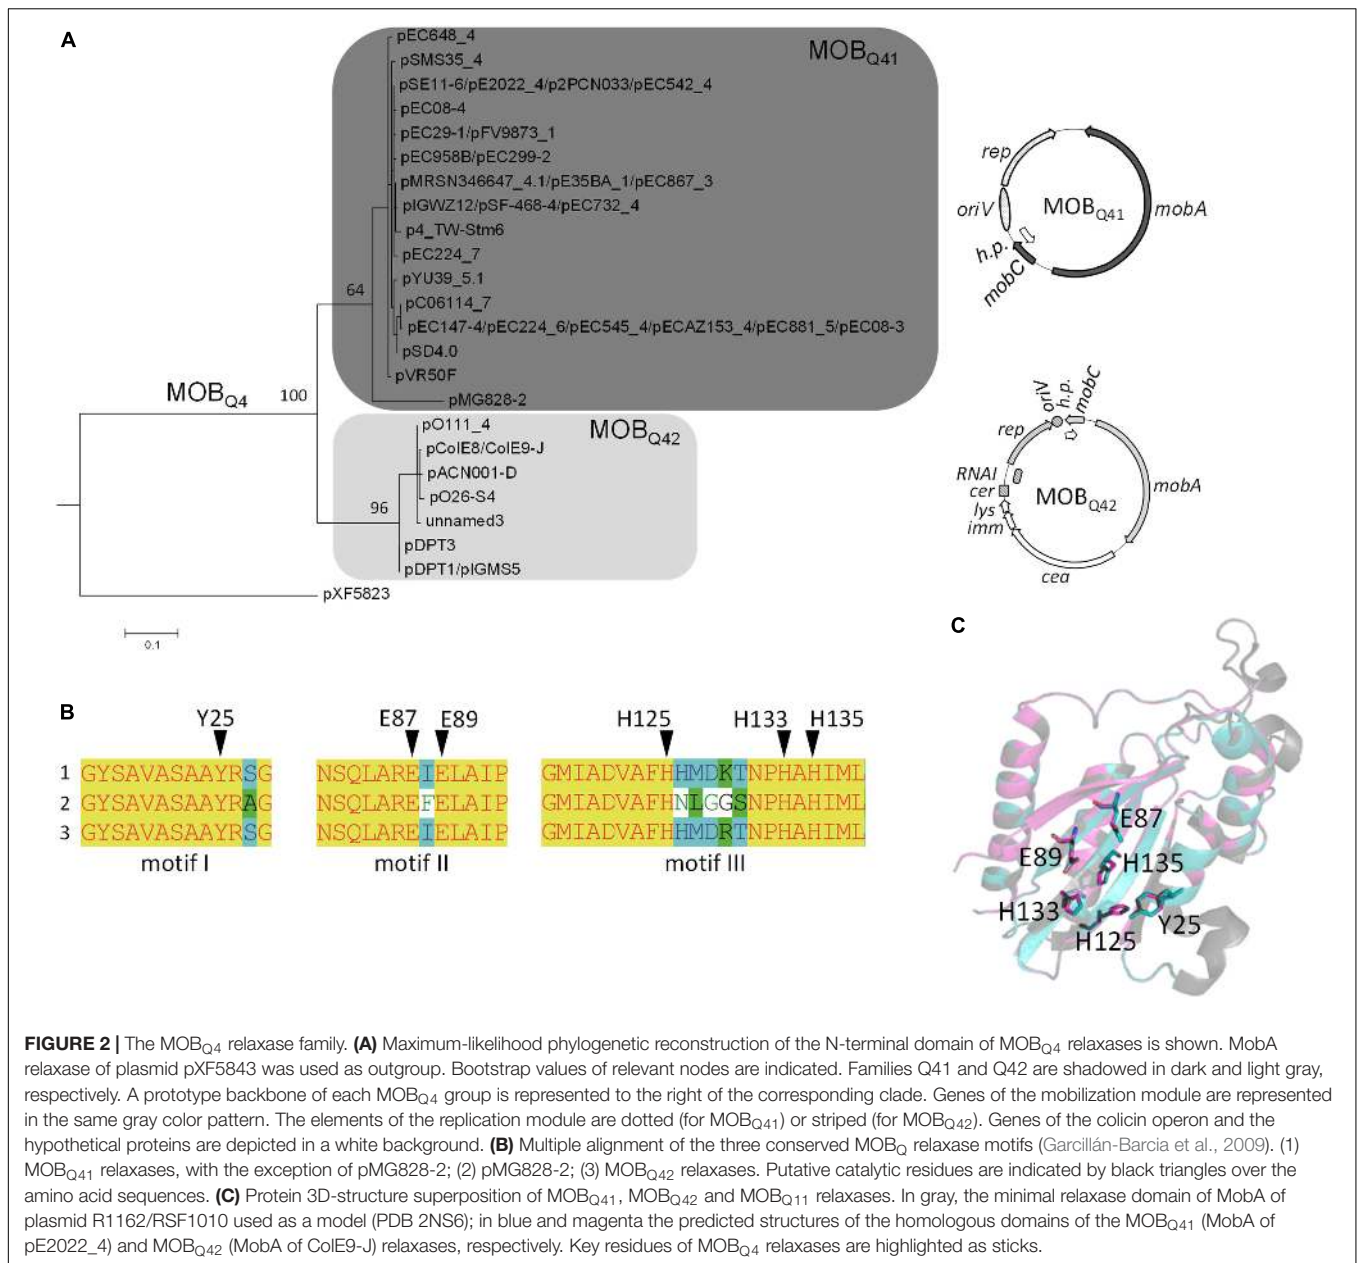 A
MOBQ41
pEC648_4
pSMS35_4
pSE11-6/pE2022_4/p2PCN033/pEC542_4
pEC08-4
pEC29-1/pFV9873_1
pEC958B/pEC299-2
pMRSN346647_4.1/pE35BA_1/pEC867_3
pIGWZ12/pSF-468-4/pEC732_4
p4_TW-Stm6
pEC224_7
pYU39_5.1
pC06114_7
pEC147-4/pEC224_6/pEC545_4/pECAZ153_4/pEC881_5/pEC08-3
pSD4.0
pVR50F
pMG828-2
64
MOBQ4
100
MOBQ42
pO111_4
pColE8/ColE9-J
pACN001-D
pO26-S4
unnamed3
pDPT3
pDPT1/pIGMS5
96
pXF5823
0.1
rep
oriV
MOBQ41
mobA
h.p.
mobC
oriV
h.p.
mobC
rep
RNAI
cer
lys
imm
MOBQ42
mobA
cea
B
Y25 E87 E89 H125 H133 H135
1 GYSAVASAAYRSG NSQLAREIELAIP GMIADVAFHHMDKTNPHAHIML
2 GYSAVASAAYRAG NSQLAREFELAIP GMIADVAFHNLGGSNPHAHIML
3 GYSAVASAAYRSG NSQLAREIELAIP GMIADVAFHHMDRTNPHAHIML
motif I motif II motif III
C
E87
E89
H135
H133
Y25
H125
FIGURE 2 | The MOBQ4 relaxase family. (A) Maximum-likelihood phylogenetic reconstruction of the N-terminal domain of MOBQ4 relaxases is shown. MobA
relaxase of plasmid pXF5843 was used as outgroup. Bootstrap values of relevant nodes are indicated. Families Q41 and Q42 are shadowed in dark and light gray,
respectively. A prototype backbone of each MOBQ4 group is represented to the right of the corresponding clade. Genes of the mobilization module are represented
in the same gray color pattern. The elements of the replication module are dotted (for MOBQ41) or striped (for MOBQ42). Genes of the colicin operon and the
hypothetical proteins are depicted in a white background. (B) Multiple alignment of the three conserved MOBQ relaxase motifs (Garcillán-Barcia et al., 2009). (1)
MOBQ41 relaxases, with the exception of pMG828-2; (2) pMG828-2; (3) MOBQ42 relaxases. Putative catalytic residues are indicated by black triangles over the
amino acid sequences. (C) Protein 3D-structure superposition of MOBQ41, MOBQ42 and MOBQ11 relaxases. In gray, the minimal relaxase domain of MobA of
plasmid R1162/RSF1010 used as a model (PDB 2NS6); in blue and magenta the predicted structures of the homologous domains of the MOBQ41 (MobA of
pE2022_4) and MOBQ42 (MobA of ColE9-J) relaxases, respectively. Key residues of MOBQ4 relaxases are highlighted as sticks.